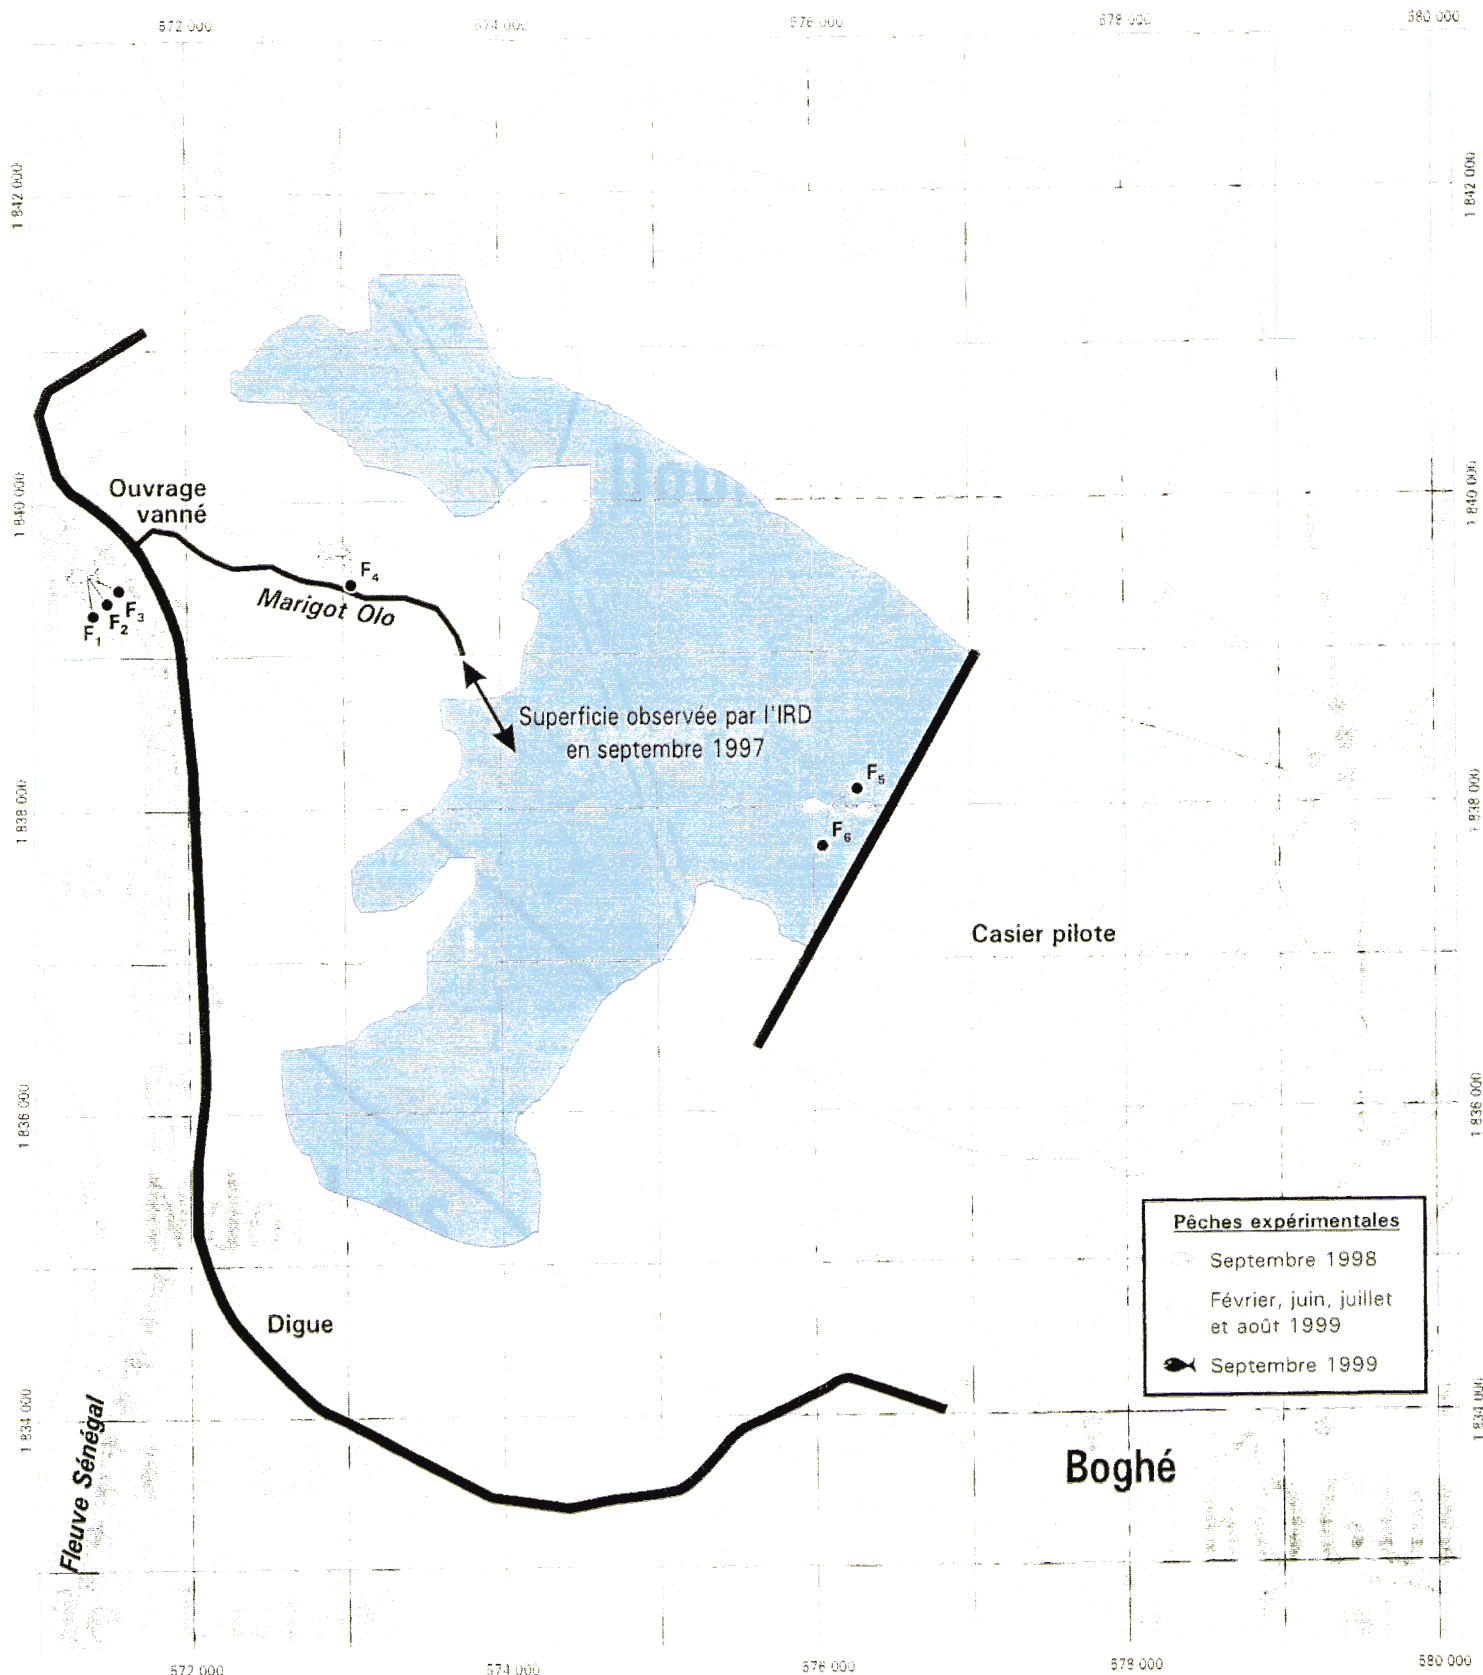 572 000
574 000
576 000
578 000
580 000
1 842 000
1 842 000
Ouvrage
vanné
1 840 000
1 840 000
F4
Marigot Olo
F3
F2
F1
Superficie observée par l'IRD
en septembre 1997
F5
F6
1 838 000
1 838 000
Casier pilote
1 836 000
1 836 000
Pêches expérimentales
Septembre 1998
Février, juin, juillet
et août 1999
Septembre 1999
Digue
1 834 000
1 834 000
Fleuve Sénégal
Boghé
572 000
574 000
576 000
578 000
580 000